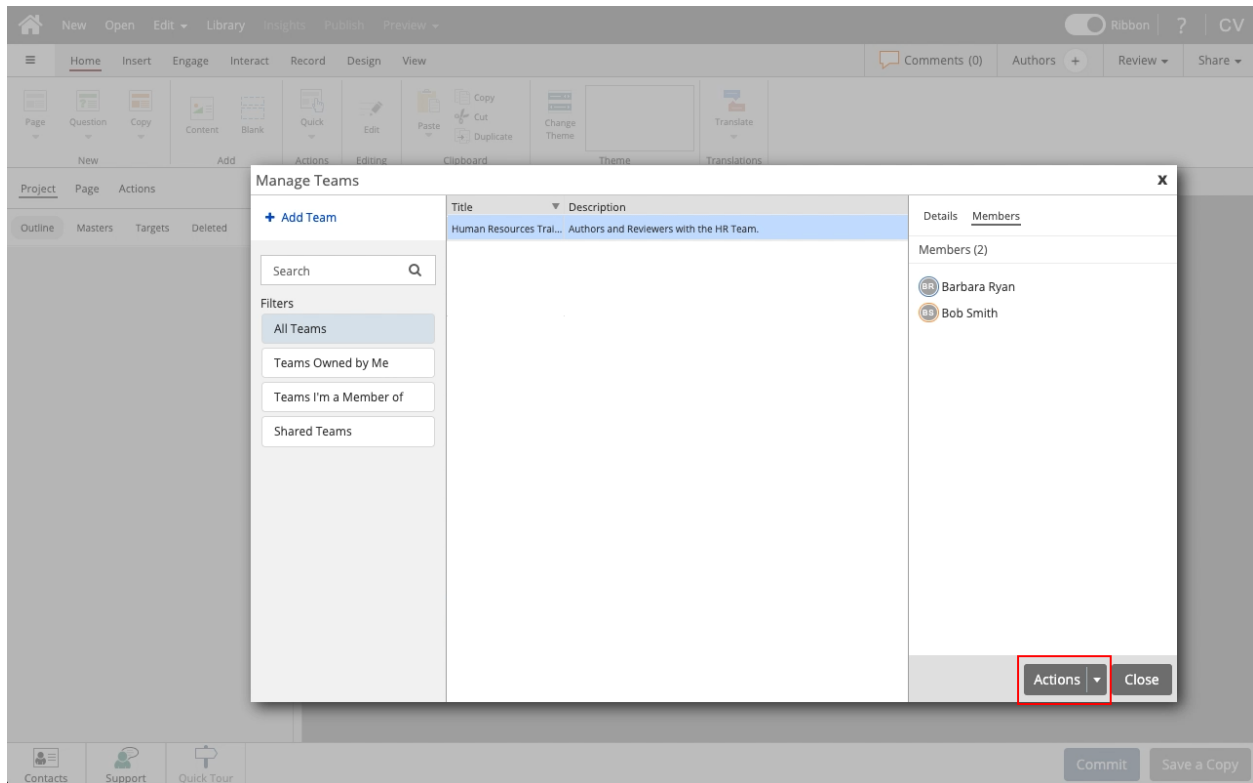 New Open Edit Library Insights Publish Preview Ribbon ? CV
Home Insert Engage Interact Record Design View Comments (0) Authors + Review Share
Page Question Copy Content Blank Quick Edit Paste Copy Cut Duplicate Change Theme Translate
New Add Actions Editing Clipboard Theme Translations
Project Page Actions
Outline Masters Targets Deleted
Manage Teams X
+ Add Team
Search
Filters
All Teams
Teams Owned by Me
Teams I'm a Member of
Shared Teams
Title Description
Human Resources Trai... Authors and Reviewers with the HR Team.
Details Members
Members (2)
BR Barbara Ryan
BS Bob Smith
Actions Close
Contacts Support Quick Tour Commit Save a Copy